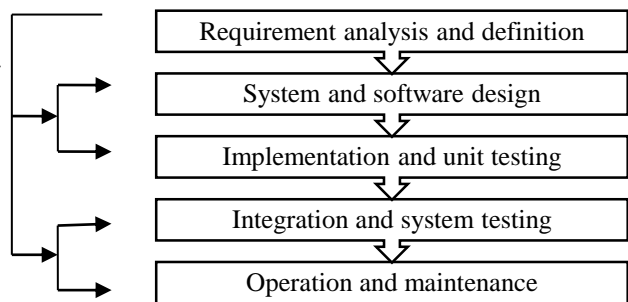 Requirement analysis and definition
System and software design
Implementation and unit testing
Integration and system testing
Operation and maintenance